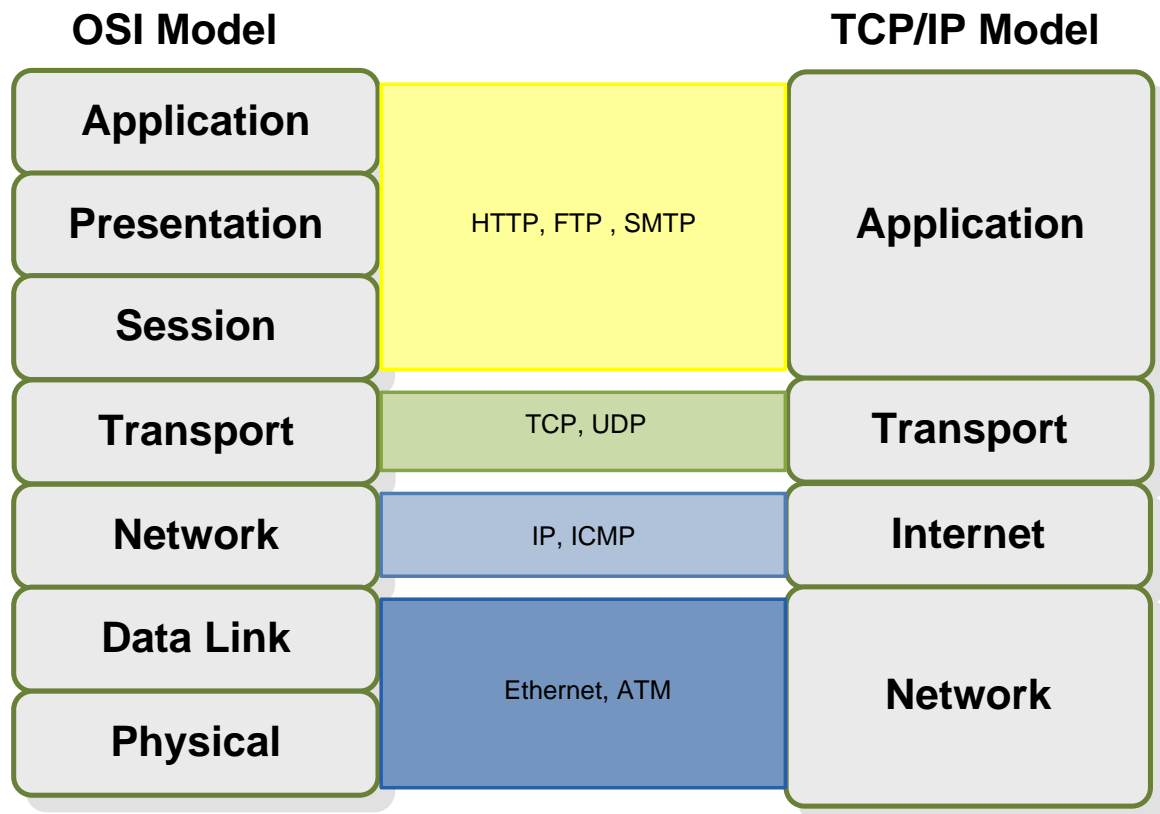 OSI Model
TCP/IP Model
Application
Presentation
Session
Transport
Network
Data Link
Physical
HTTP, FTP , SMTP
TCP, UDP
IP, ICMP
Ethernet, ATM
Application
Transport
Internet
Network